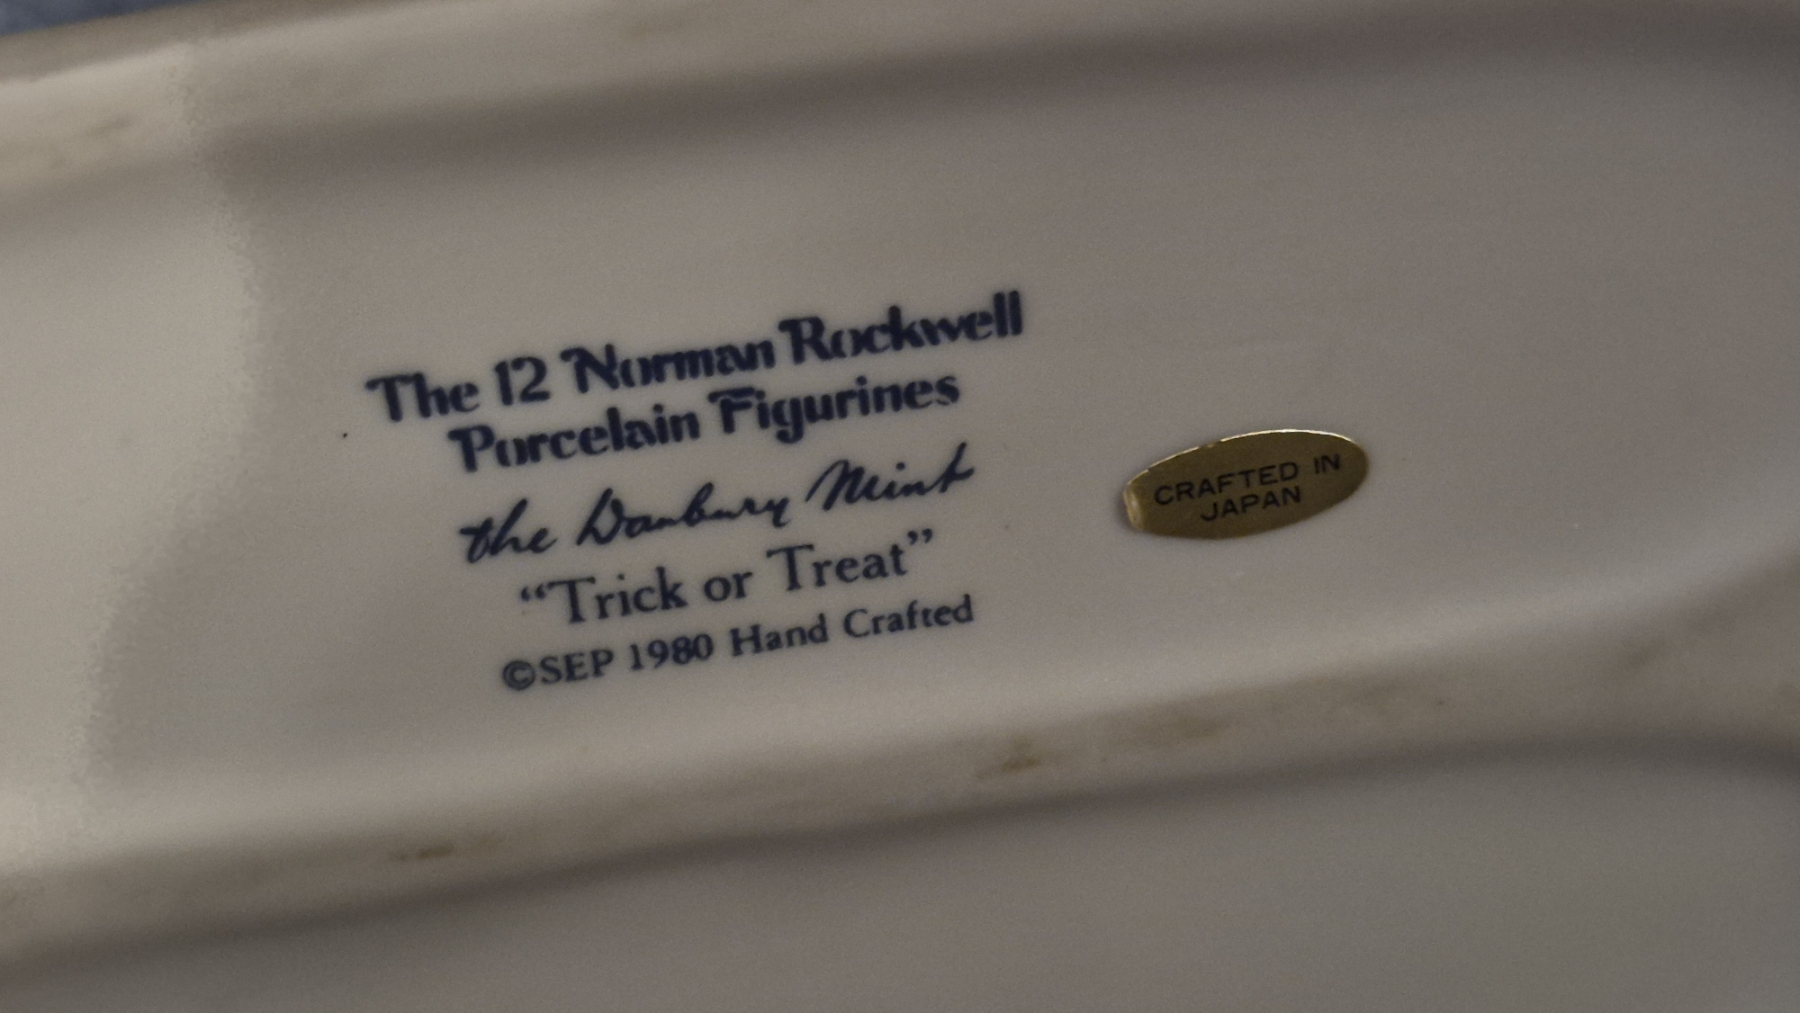 The 12 Norman Rockwell
Porcelain Figurines
the Danbury Mint
“Trick or Treat”
©SEP 1980 Hand Crafted
CRAFTED IN
JAPAN